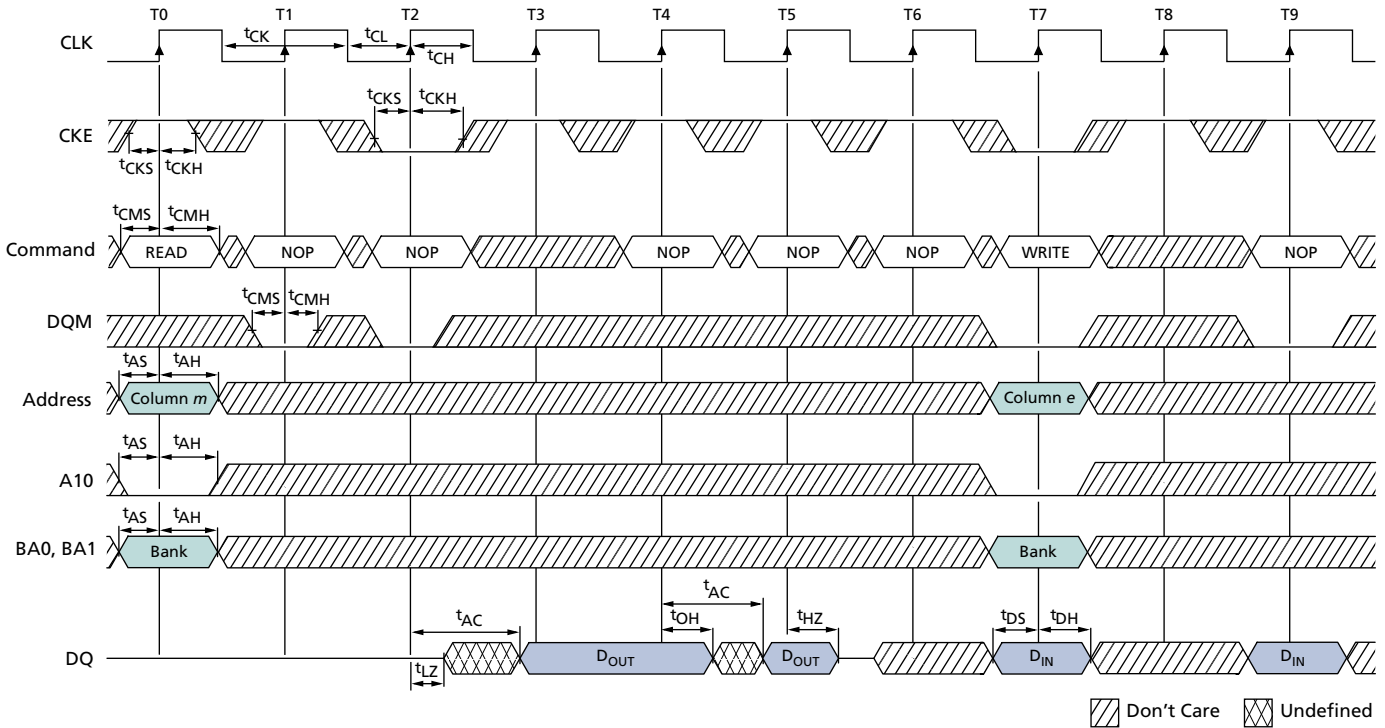 T0 T1 T2 T3 T4 T5 T6 T7 T8 T9
CLK tCK tCL tCH
tCKS tCKH
CKE
tCKS tCKH
tCMS tCMH
Command READ NOP NOP NOP NOP NOP WRITE NOP
tCMS tCMH
DQM
tAS tAH
Address Column m Column e
tAS tAH
A10
tAS tAH
BA0, BA1 Bank Bank
tAC tAC tOH tHZ tDS tDH
DQ DOUT DOUT DIN DIN
tLZ
Don't Care Undefined